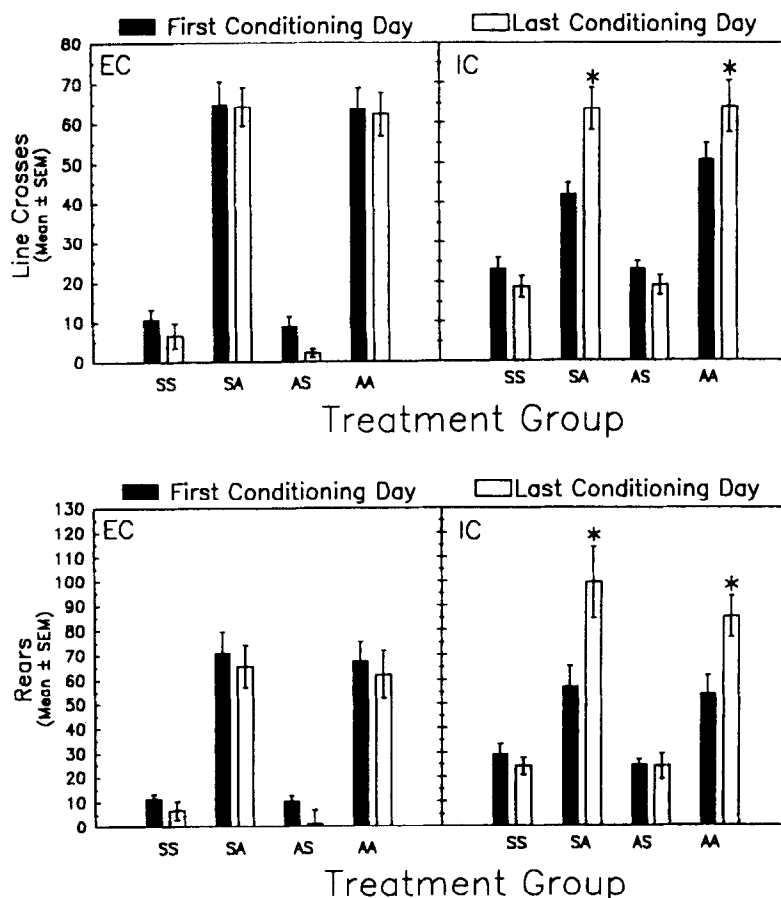 First Conditioning Day Last Conditioning Day
80
70
60
50
40
30
20
10
0
Line Crosses
(Mean ± SEM)
EC
IC
*
*
SS SA AS AA SS SA AS AA
Treatment Group
First Conditioning Day Last Conditioning Day
130
120
110
100
90
80
70
60
50
40
30
20
10
0
Rears
(Mean ± SEM)
EC
IC
*
*
SS SA AS AA SS SA AS AA
Treatment Group